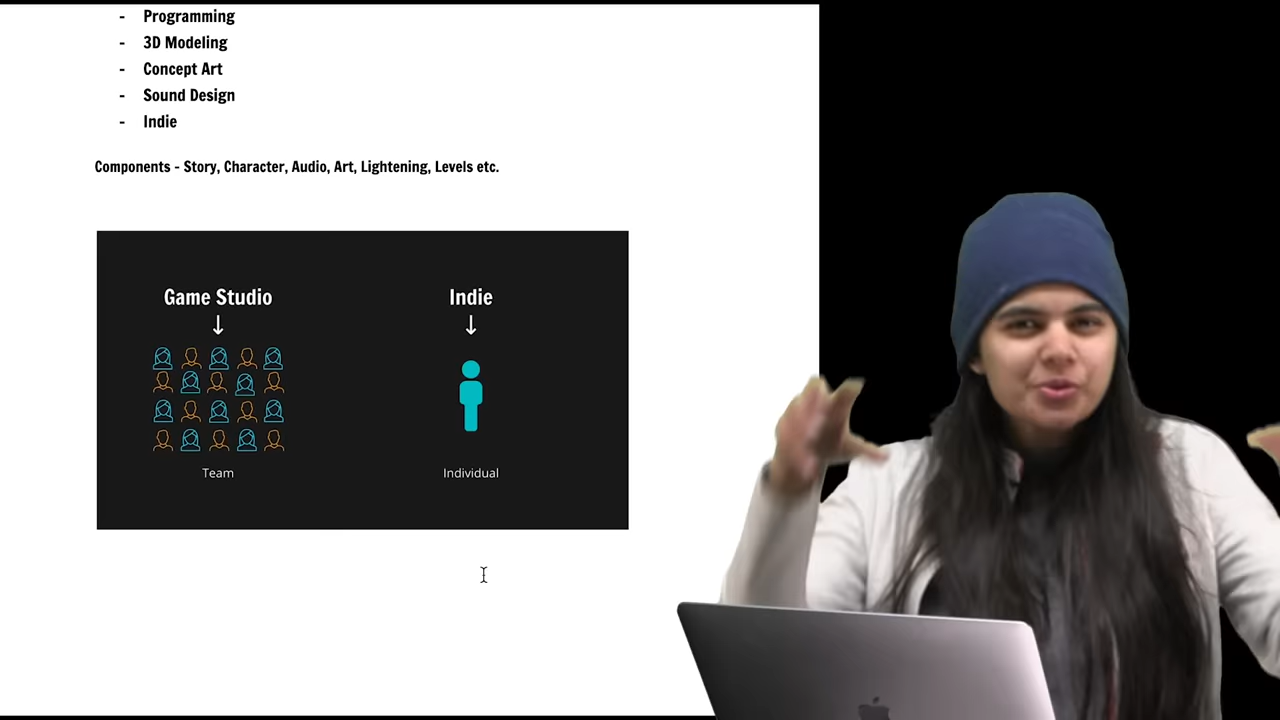 - Programming
- 3D Modeling
- Concept Art
- Sound Design
- Indie
Components - Story, Character, Audio, Art, Lightening, Levels etc.
Game Studio
Indie
Team
Individual